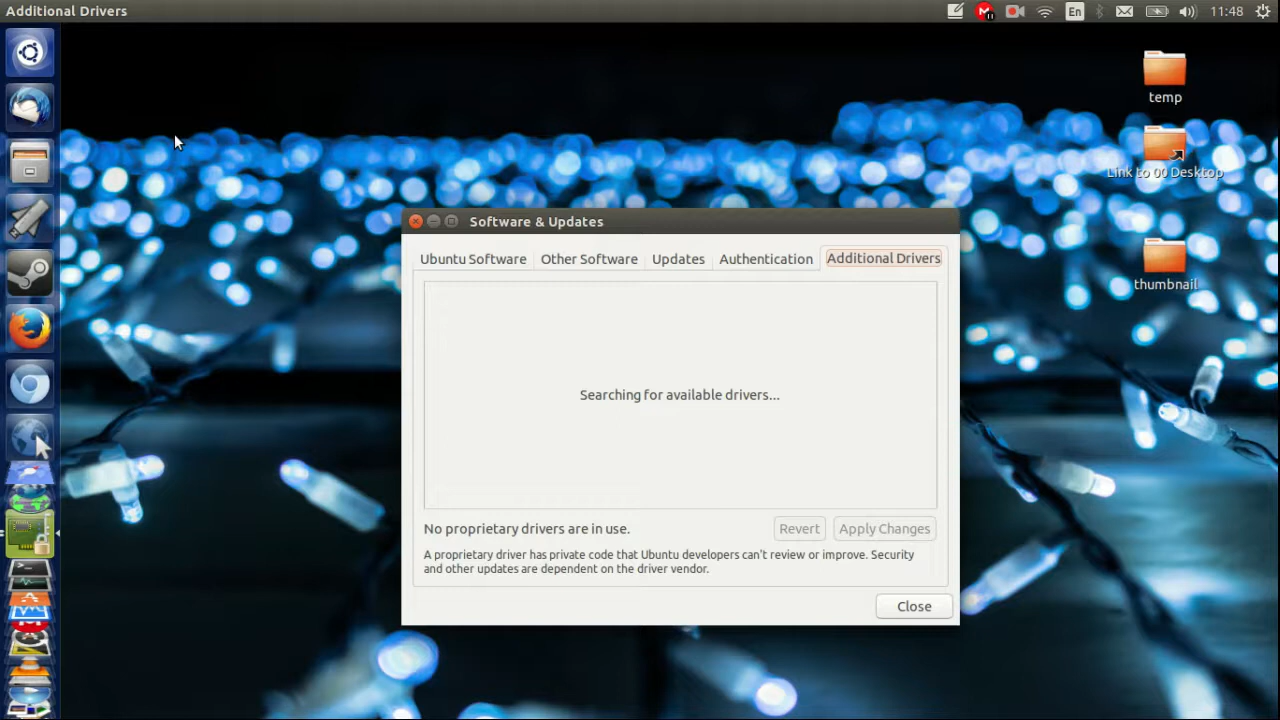 Additional Drivers
En
11:48
temp
Link to 00 Desktop
thumbnail
Software & Updates
Ubuntu Software
Other Software
Updates
Authentication
Additional Drivers
Searching for available drivers...
No proprietary drivers are in use.
Revert
Apply Changes
A proprietary driver has private code that Ubuntu developers can't review or improve. Security
and other updates are dependent on the driver vendor.
Close